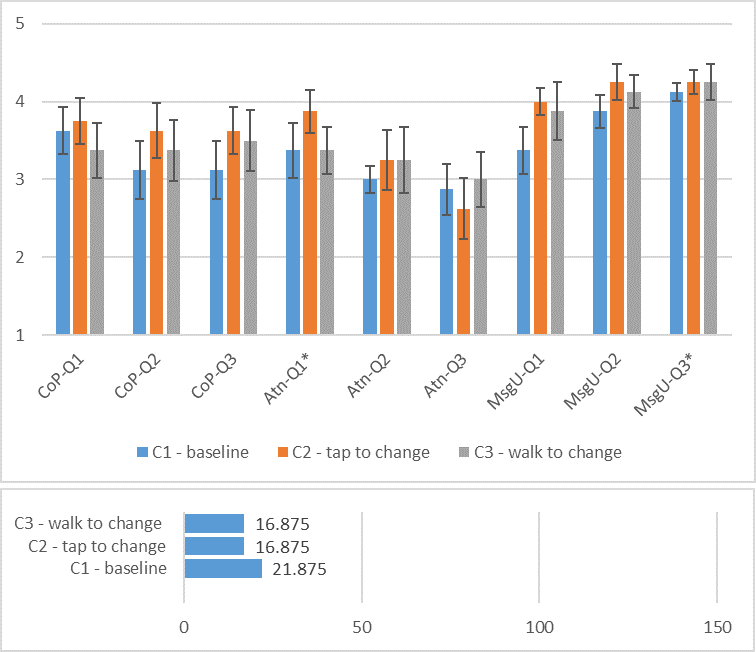 5
4
3
2
1
CoP-Q1
CoP-Q2
CoP-Q3
Atn-Q1*
Atn-Q2
Atn-Q3
MsgU-Q1
MsgU-Q2
MsgU-Q3*
C1 - baseline C2 - tap to change C3 - walk to change
C3 - walk to change 16.875
C2 - tap to change 16.875
C1 - baseline 21.875
0 50 100 150